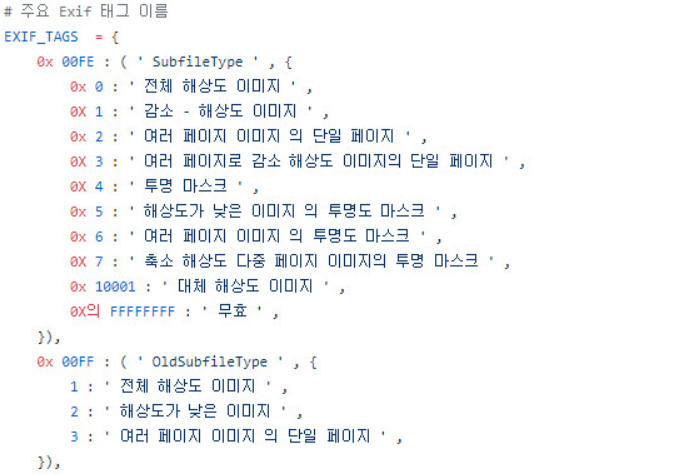 # 주요 Exif 태그 이름
EXIF_TAGS = {
0x 00FE : ( ' SubfileType ' , {
0x 0 : ' 전체 해상도 이미지 ' ,
0X 1 : ' 감소 - 해상도 이미지 ' ,
0x 2 : ' 여러 페이지 이미지 의 단일 페이지 ' ,
0X 3 : ' 여러 페이지로 감소 해상도 이미지의 단일 페이지 ' ,
0X 4 : ' 투명 마스크 ' ,
0x 5 : ' 해상도가 낮은 이미지 의 투명도 마스크 ' ,
0x 6 : ' 여러 페이지 이미지 의 투명도 마스크 ' ,
0X 7 : ' 축소 해상도 다중 페이지 이미지의 투명 마스크 ' ,
0x 10001 : ' 대체 해상도 이미지 ' ,
0X의 FFFFFFFF : ' 무효 ' ,
}),
0x 00FF : ( ' OldSubfileType ' , {
1 : ' 전체 해상도 이미지 ' ,
2 : ' 해상도가 낮은 이미지 ' ,
3 : ' 여러 페이지 이미지 의 단일 페이지 ' ,
}),